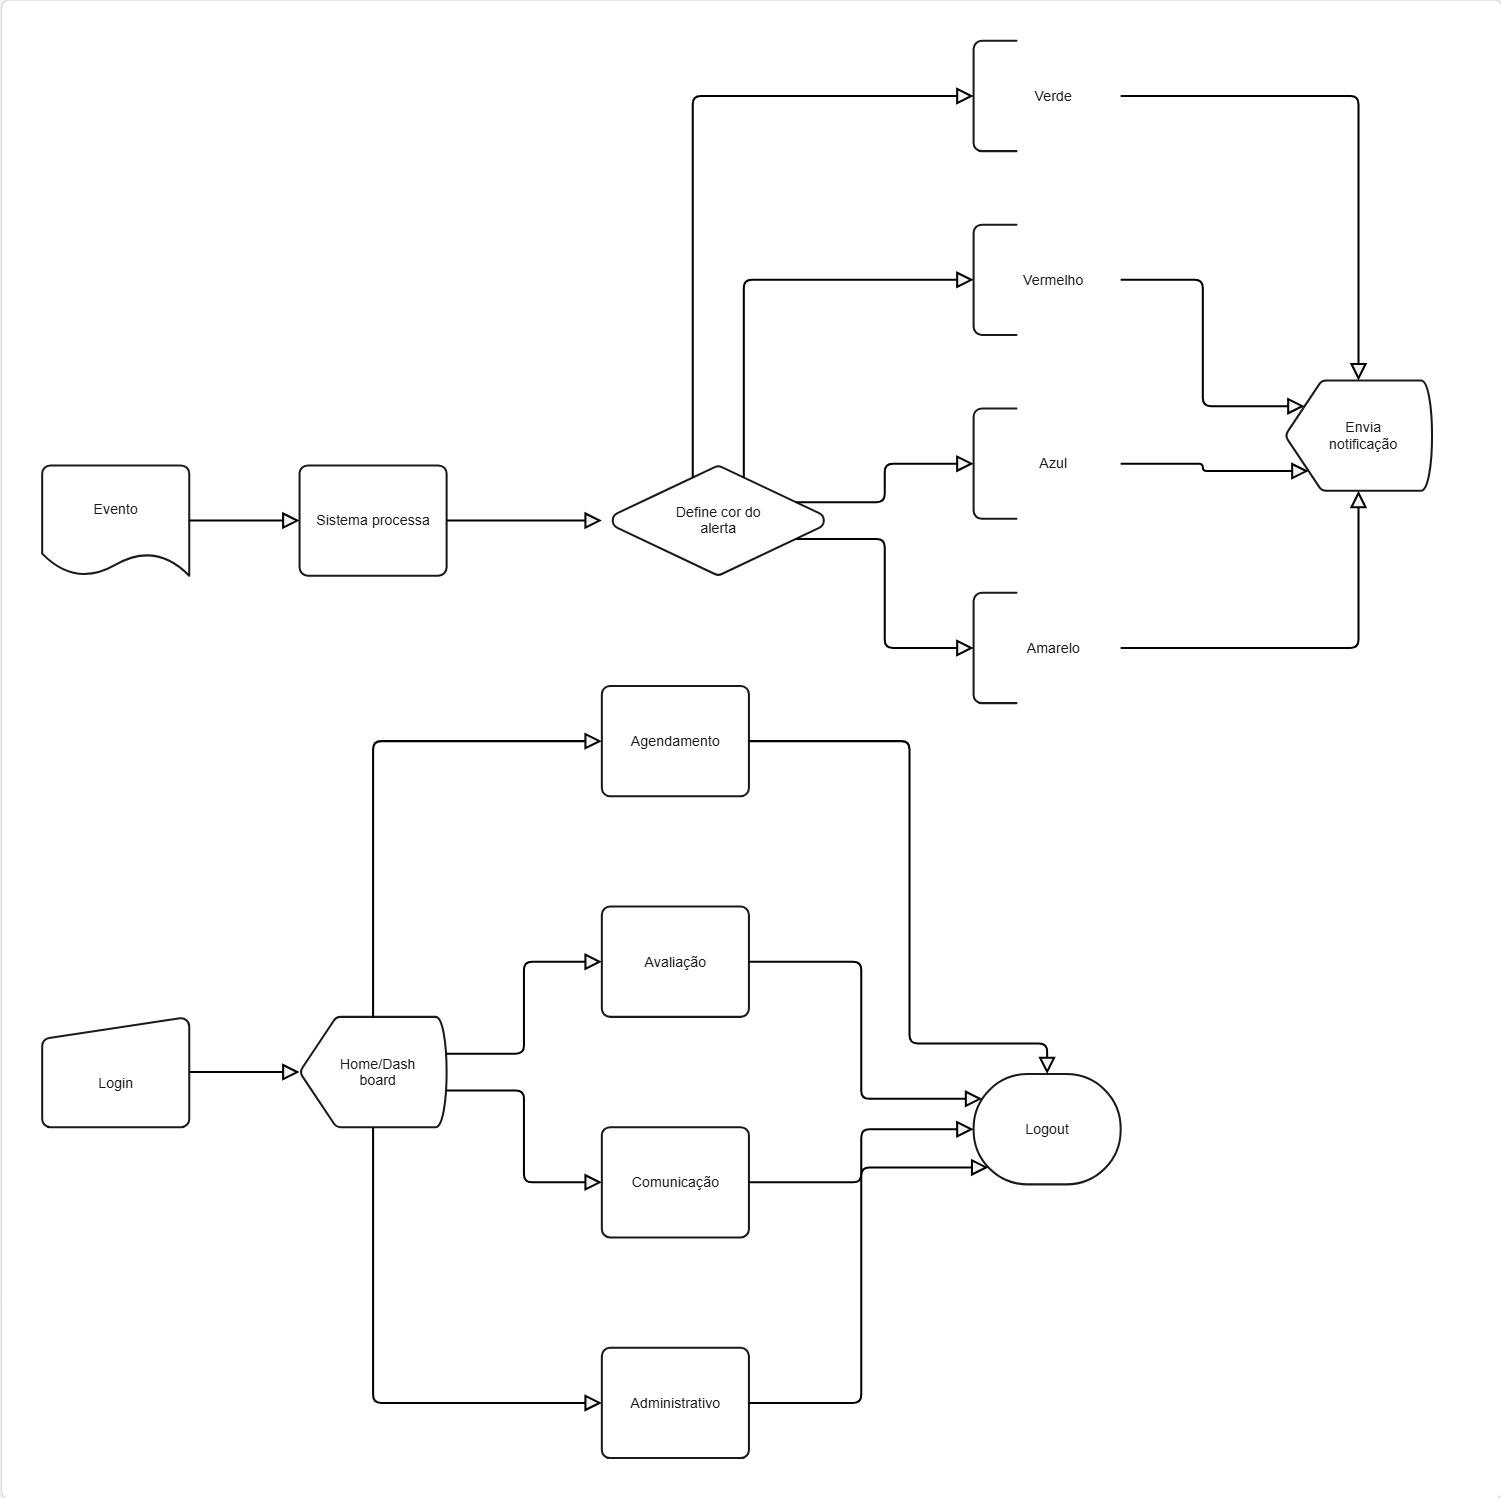 Verde
Vermelho
Azul
Envia
notificação
Evento
Sistema processa
Define cor do
alerta
Amarelo
Agendamento
Avaliação
Login
Home/Dash
board
Comunicação
Logout
Administrativo